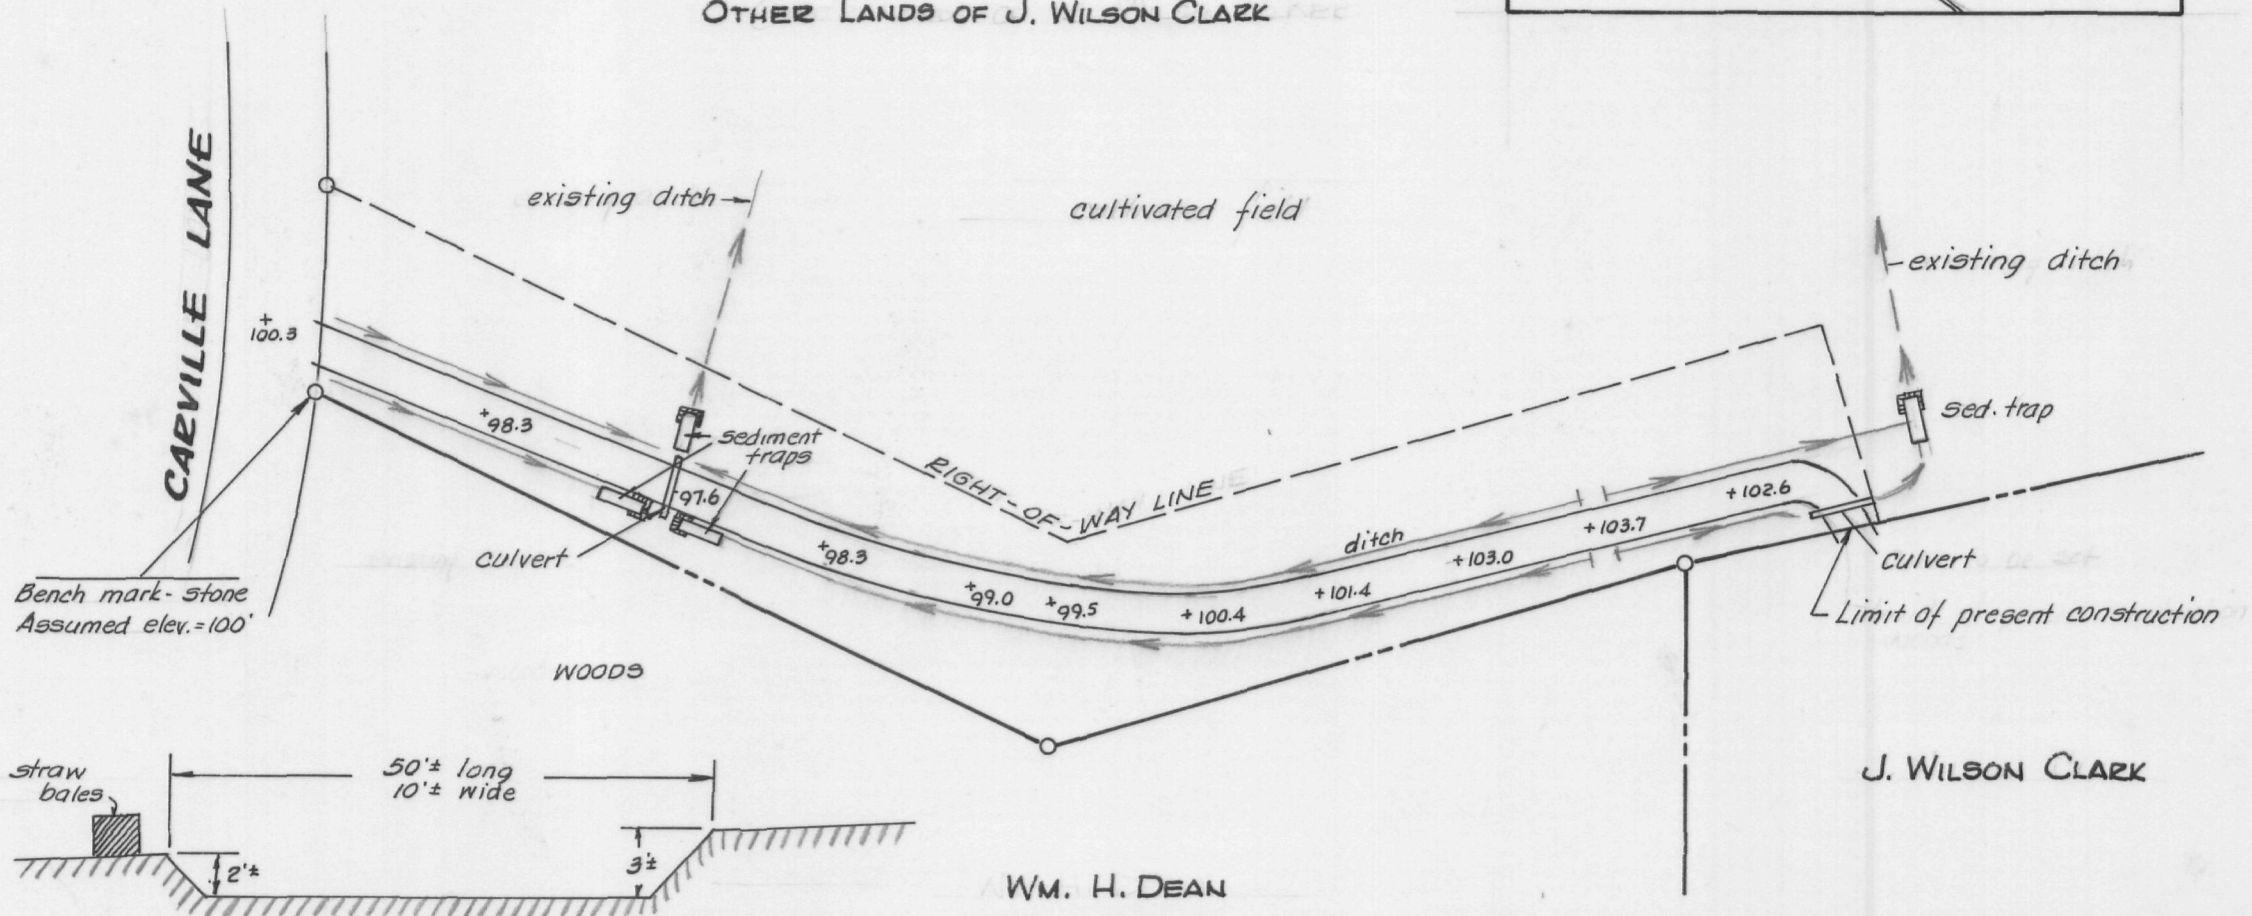 OTHER LANDS OF J. WILSON CLARK
CARVILLE LANE
existing ditch
cultivated field
existing ditch
+ 100.3
+ 98.3
sediment
traps
sed. trap
RIGHT-OF-WAY LINE
+ 97.6
+ 102.6
culvert
+ 98.3
ditch
+ 103.7
+ 103.0
culvert
+ 99.0
+ 99.5
+ 100.4
+ 101.4
Bench mark - stone
Assumed elev. = 100'
Limit of present construction
WOODS
straw
bales
50'± long
10'± wide
J. WILSON CLARK
2'±
3'±
WM. H. DEAN